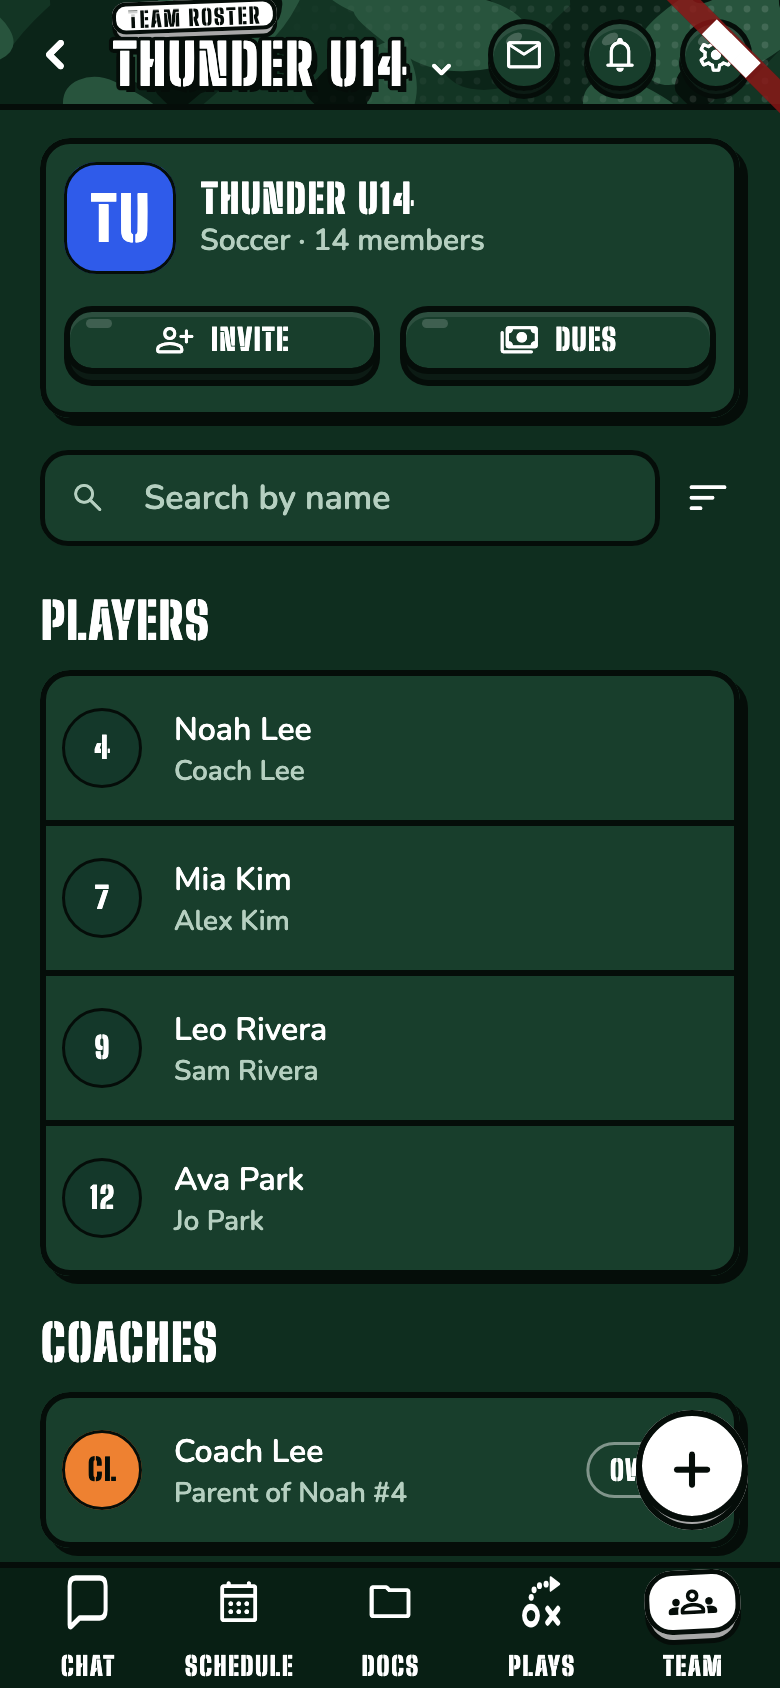 TEAM ROSTER
THUNDER U14
TU
THUNDER U14
Soccer · 14 members
INVITE
DUES
Search by name
PLAYERS
4
Noah Lee
Coach Lee
7
Mia Kim
Alex Kim
9
Leo Rivera
Sam Rivera
12
Ava Park
Jo Park
COACHES
CL
Coach Lee
Parent of Noah #4
CHAT
SCHEDULE
DOCS
PLAYS
TEAM